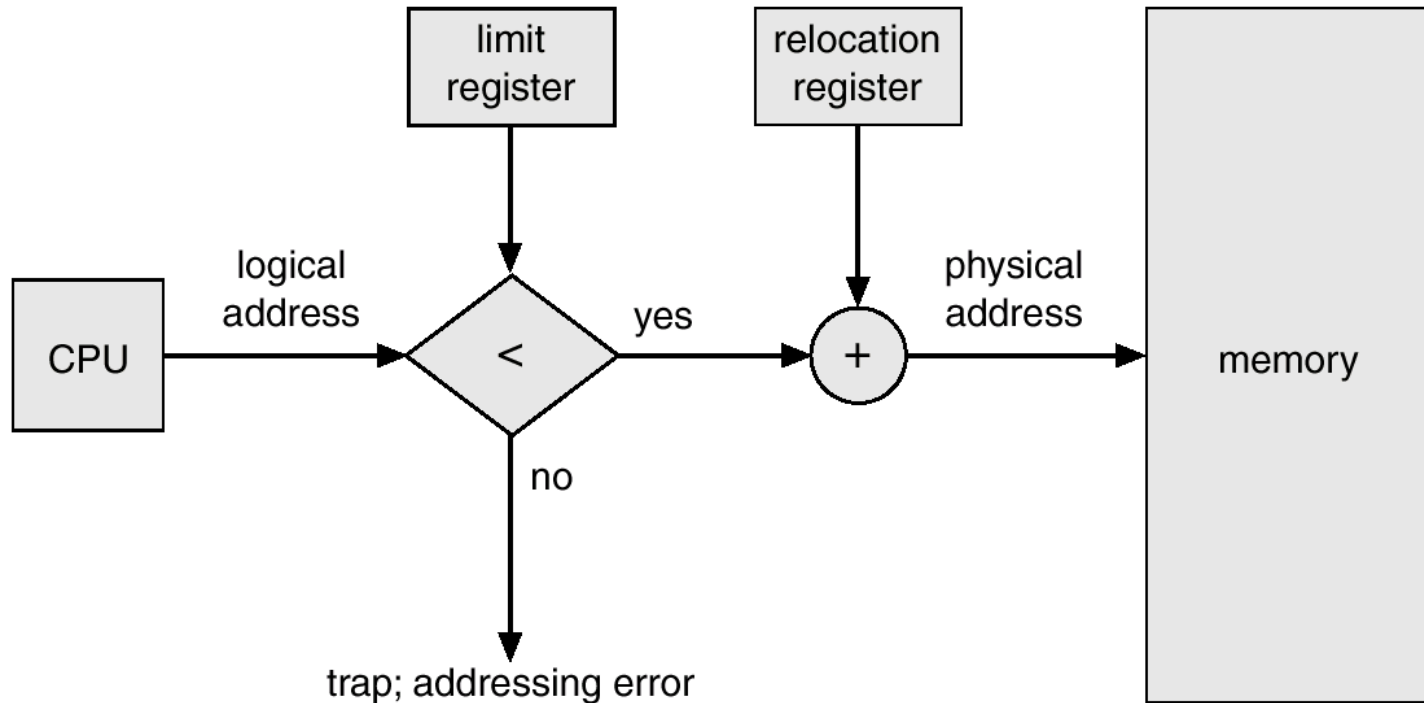 limit
register
relocation
register
logical
address
physical
address
CPU
<
yes
+
memory
no
trap; addressing error